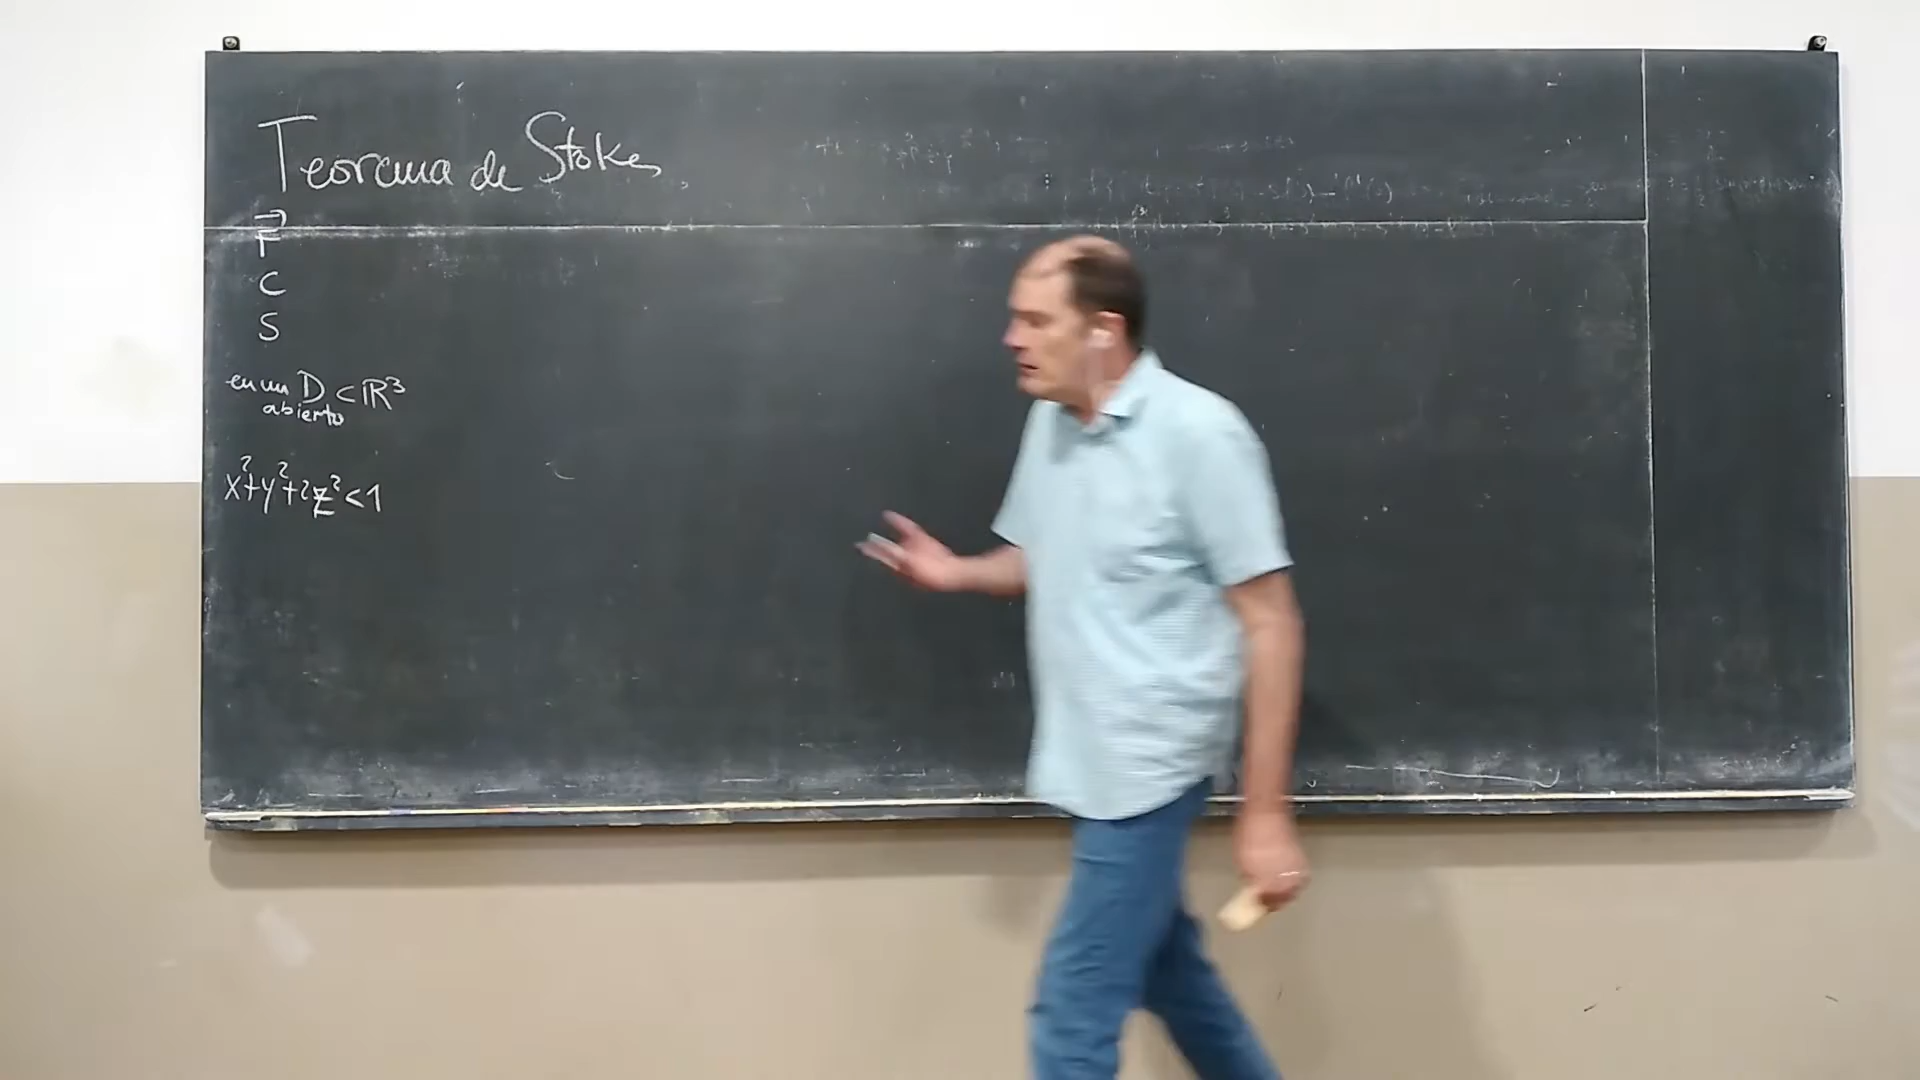 Teorema de Stokes
F⃗
C
S
en un D ⊂ ℝ³
abierto
x²+y²+2z²<1